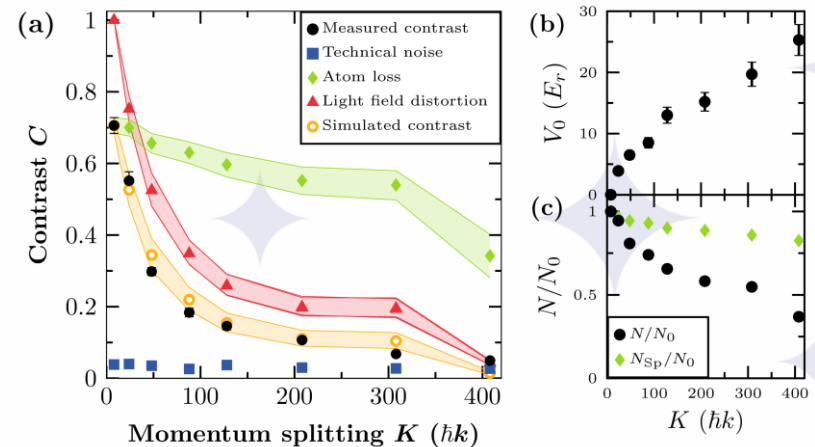 (a)
Contrast C
1
0.8
0.6
0.4
0.2
0
0
100
200
300
400
Momentum splitting K (ħk)
Measured contrast
Technical noise
Atom loss
Light field distortion
Simulated contrast
(b)
V₀ (Eᵣ)
30
20
10
0
(c)
N/N₀
1
0.5
0
N/N₀
N_Sp/N₀
0
100
200
300
400
K (ħk)